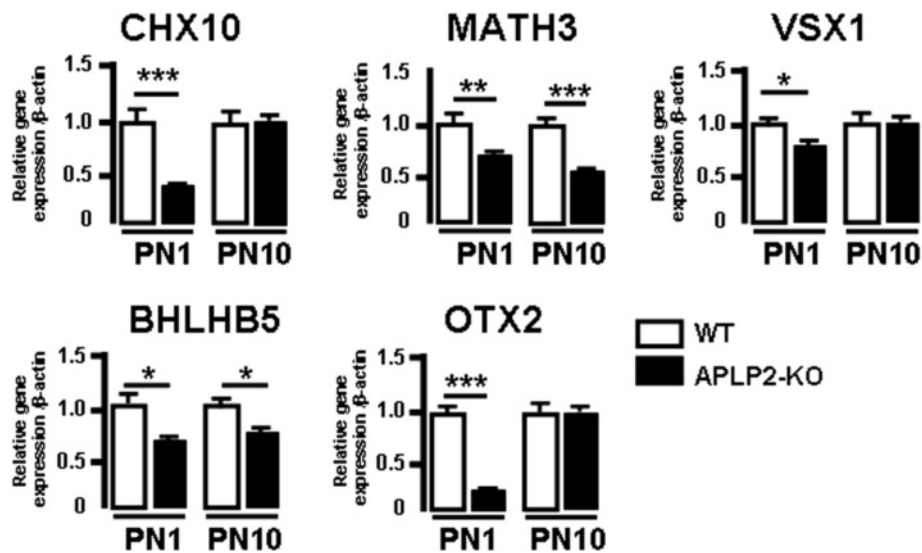 CHX10
Relative gene
expression /β-actin
1.5
1.0
0.5
0
***
PN1
PN10
MATH3
Relative gene
expression /β-actin
1.5
1.0
0.5
0
**
***
PN1
PN10
VSX1
Relative gene
expression /β-actin
1.5
1.0
0.5
0
*
PN1
PN10
BHLHB5
Relative gene
expression /β-actin
1.5
1.0
0.5
0
*
*
PN1
PN10
OTX2
Relative gene
expression /β-actin
1.5
1.0
0.5
0
***
PN1
PN10
WT
APLP2-KO